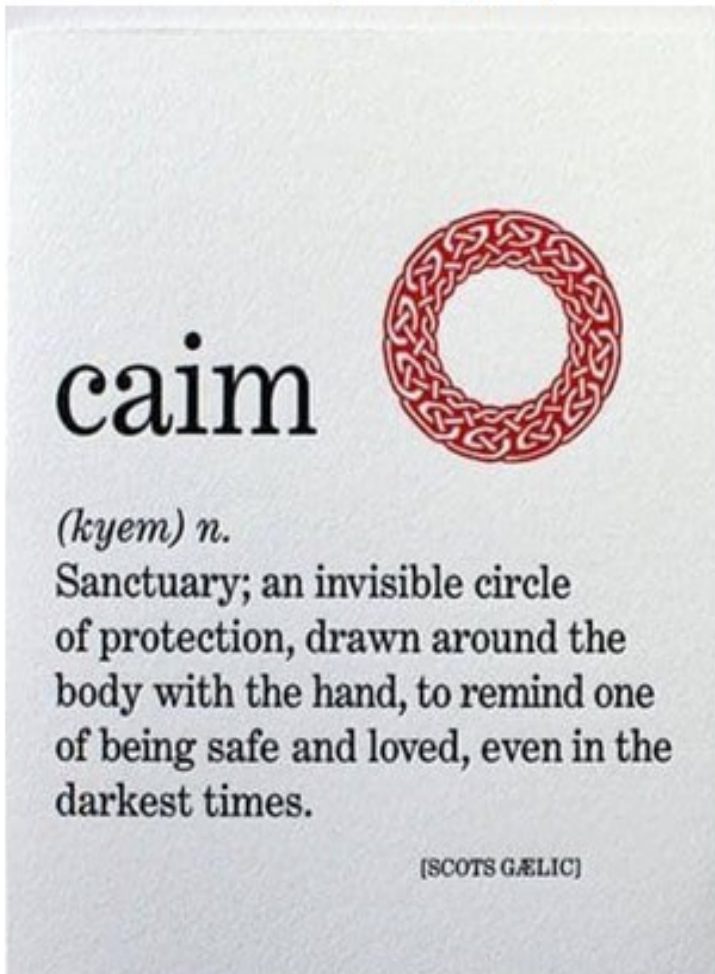 caim
(kyem) n.
Sanctuary; an invisible circle
of protection, drawn around the
body with the hand, to remind one
of being safe and loved, even in the
darkest times.
[SCOTS GÆLIC]